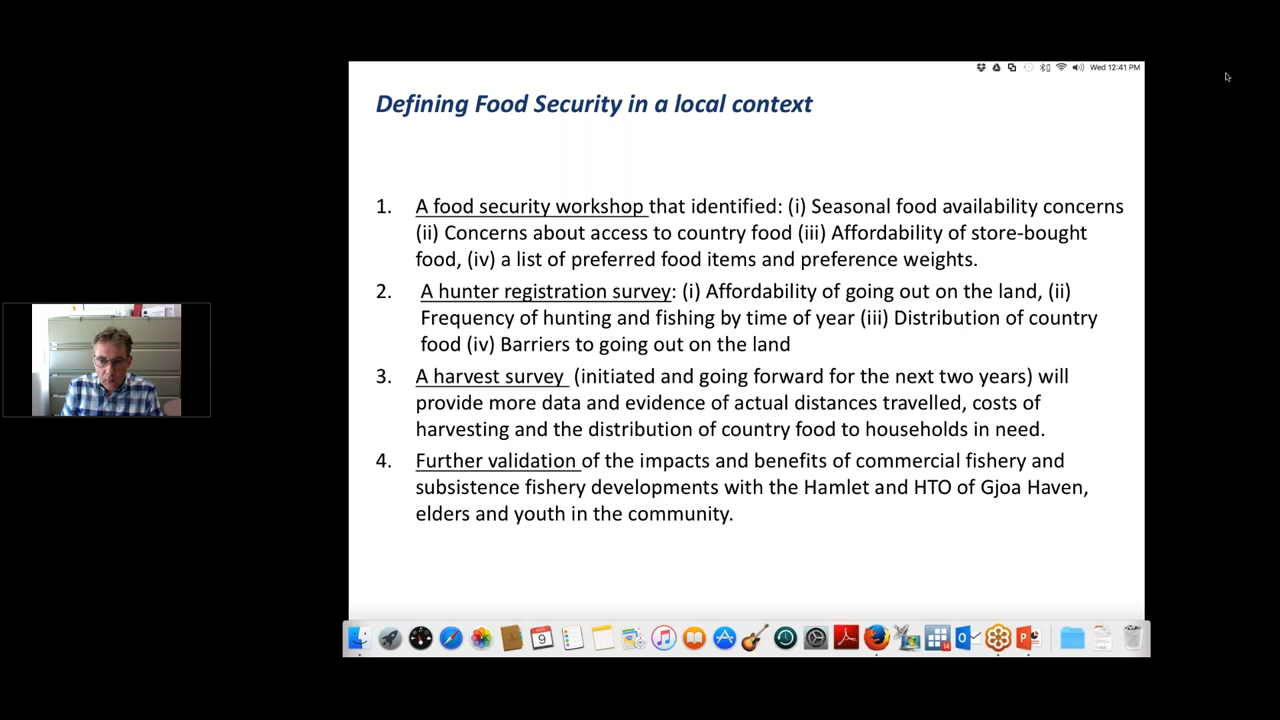 Wed 12:41 PM
Defining Food Security in a local context
1. A food security workshop that identified: (i) Seasonal food availability concerns
(ii) Concerns about access to country food (iii) Affordability of store-bought
food, (iv) a list of preferred food items and preference weights.
2. A hunter registration survey: (i) Affordability of going out on the land, (ii)
Frequency of hunting and fishing by time of year (iii) Distribution of country
food (iv) Barriers to going out on the land
3. A harvest survey (initiated and going forward for the next two years) will
provide more data and evidence of actual distances travelled, costs of
harvesting and the distribution of country food to households in need.
4. Further validation of the impacts and benefits of commercial fishery and
subsistence fishery developments with the Hamlet and HTO of Gjoa Haven,
elders and youth in the community.
9
14